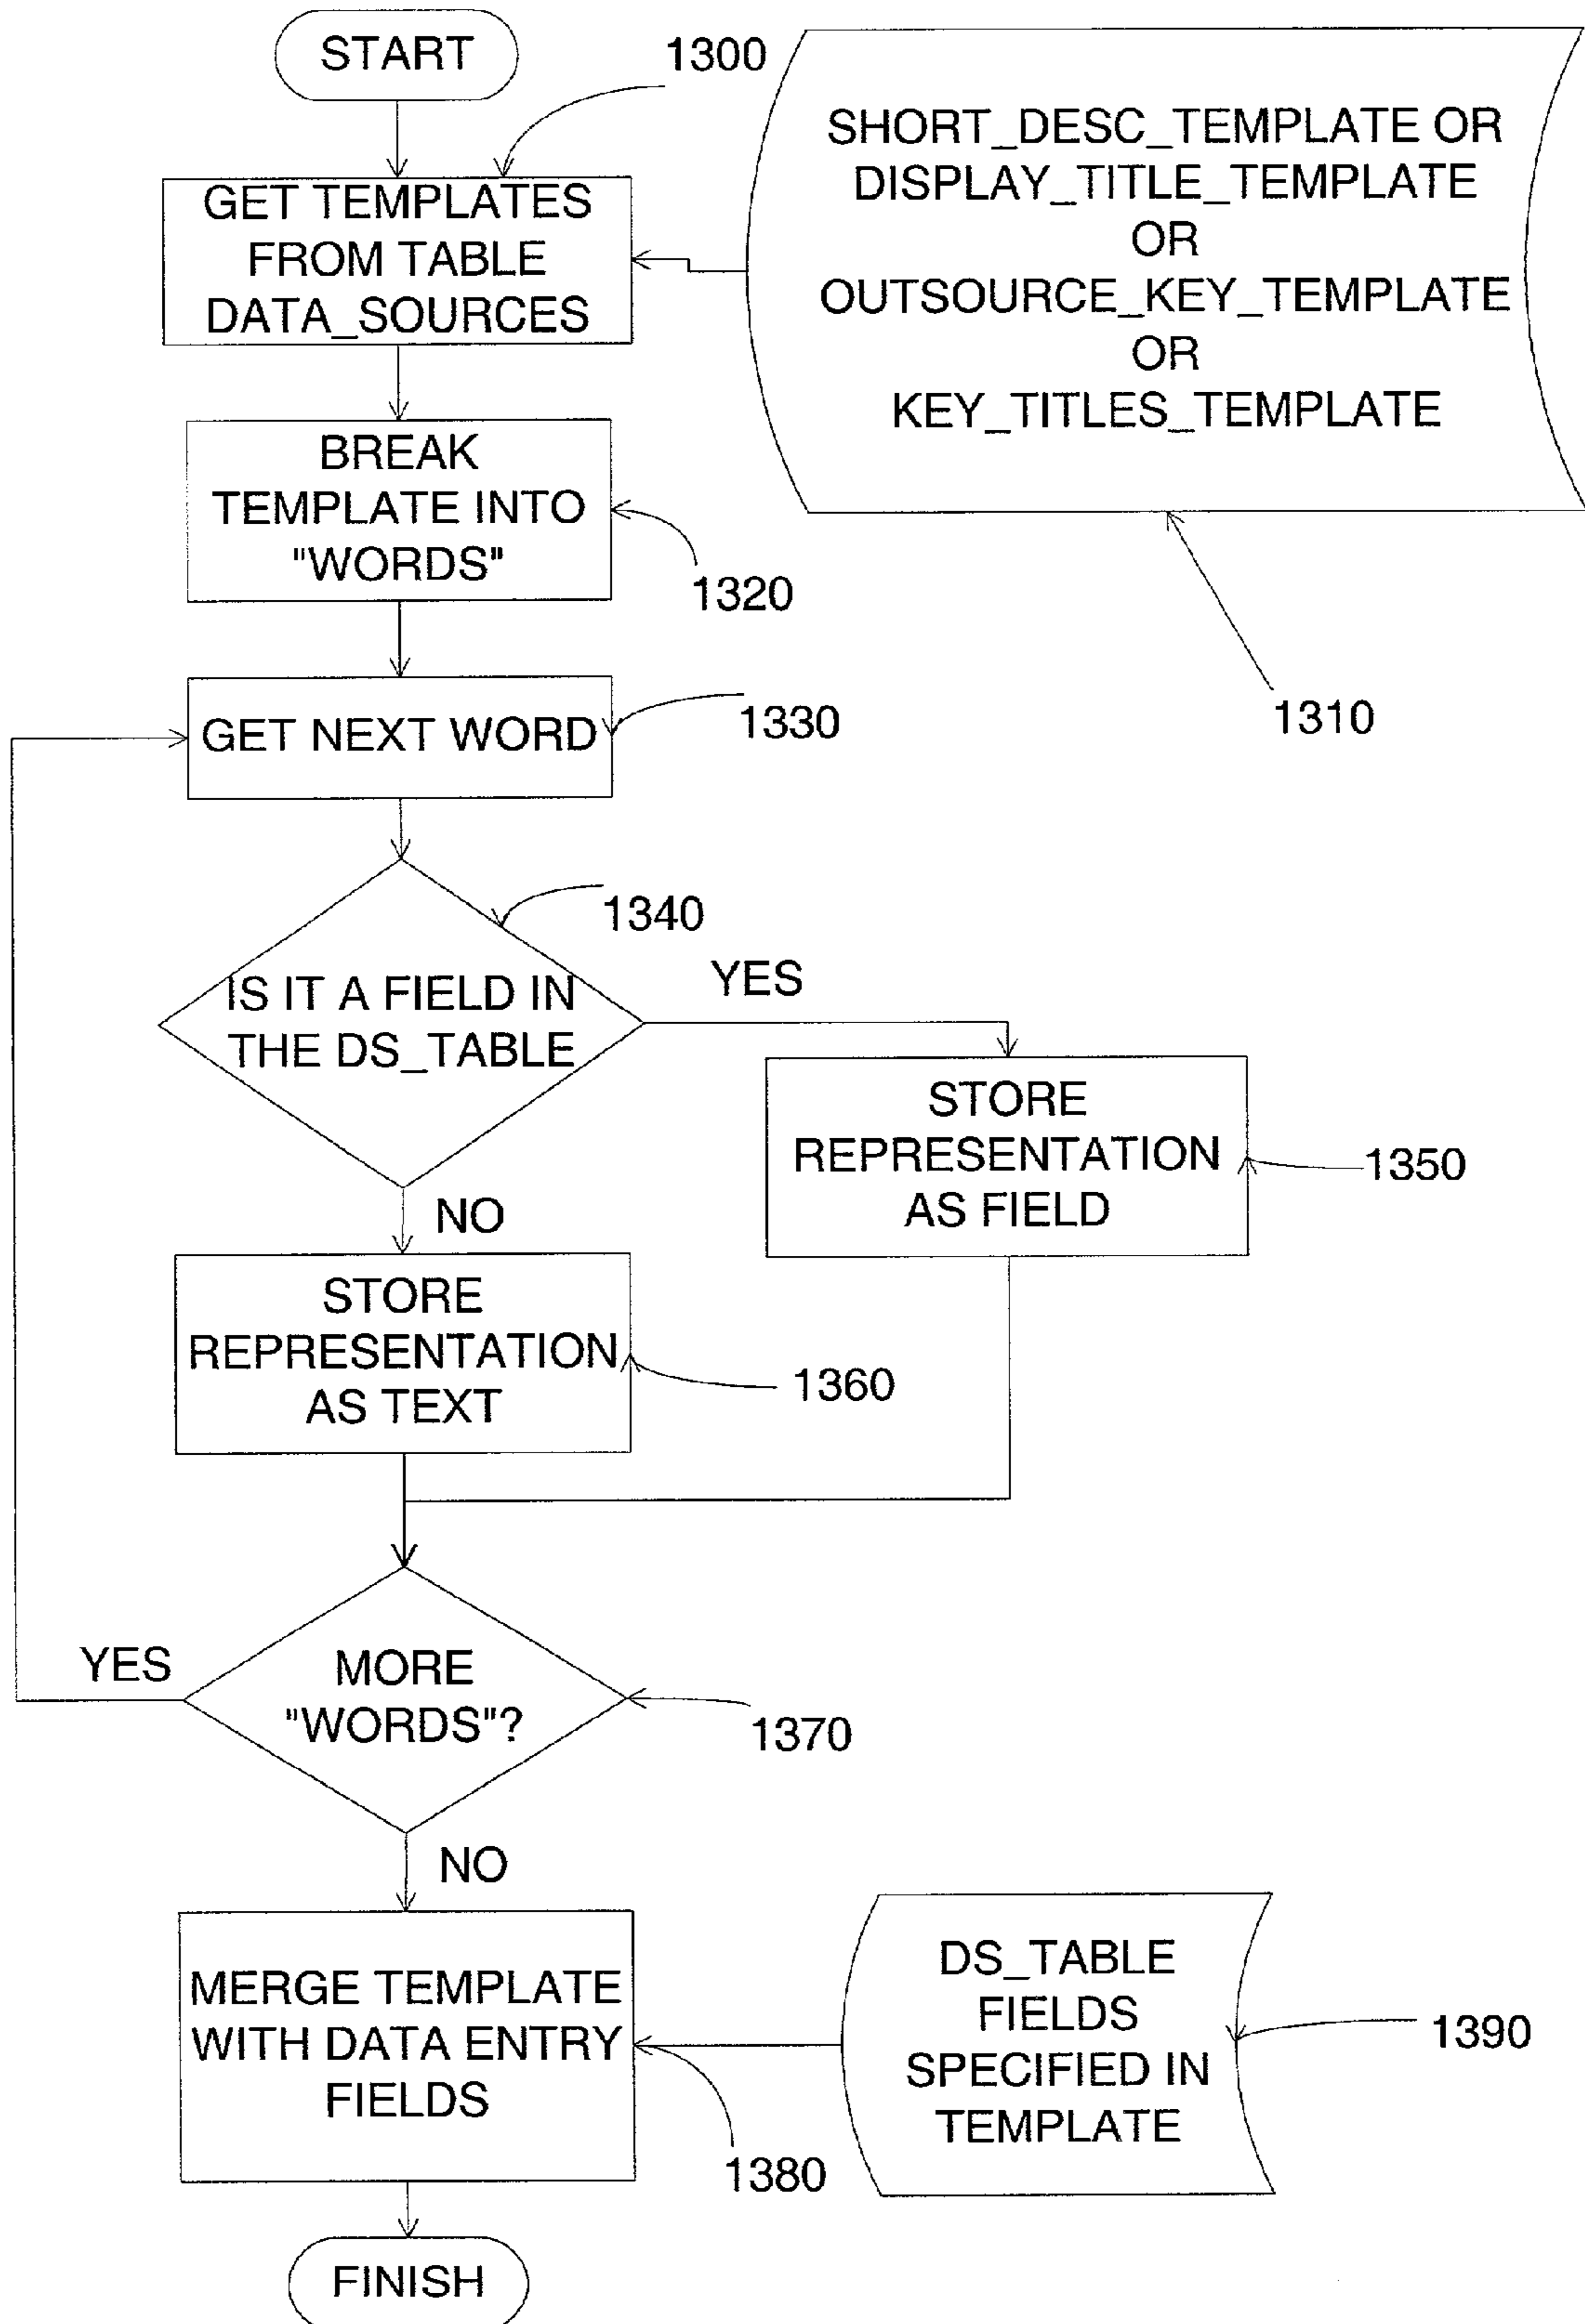 START
1300
GET TEMPLATES
FROM TABLE
DATA_SOURCES
SHORT_DESC_TEMPLATE OR
DISPLAY_TITLE_TEMPLATE
OR
OUTSOURCE_KEY_TEMPLATE
OR
KEY_TITLES_TEMPLATE
1310
BREAK
TEMPLATE INTO
"WORDS"
1320
GET NEXT WORD
1330
1340
IS IT A FIELD IN
THE DS_TABLE
YES
STORE
REPRESENTATION
AS FIELD
1350
NO
STORE
REPRESENTATION
AS TEXT
1360
YES
MORE
"WORDS"?
1370
NO
MERGE TEMPLATE
WITH DATA ENTRY
FIELDS
1380
DS_TABLE
FIELDS
SPECIFIED IN
TEMPLATE
1390
FINISH